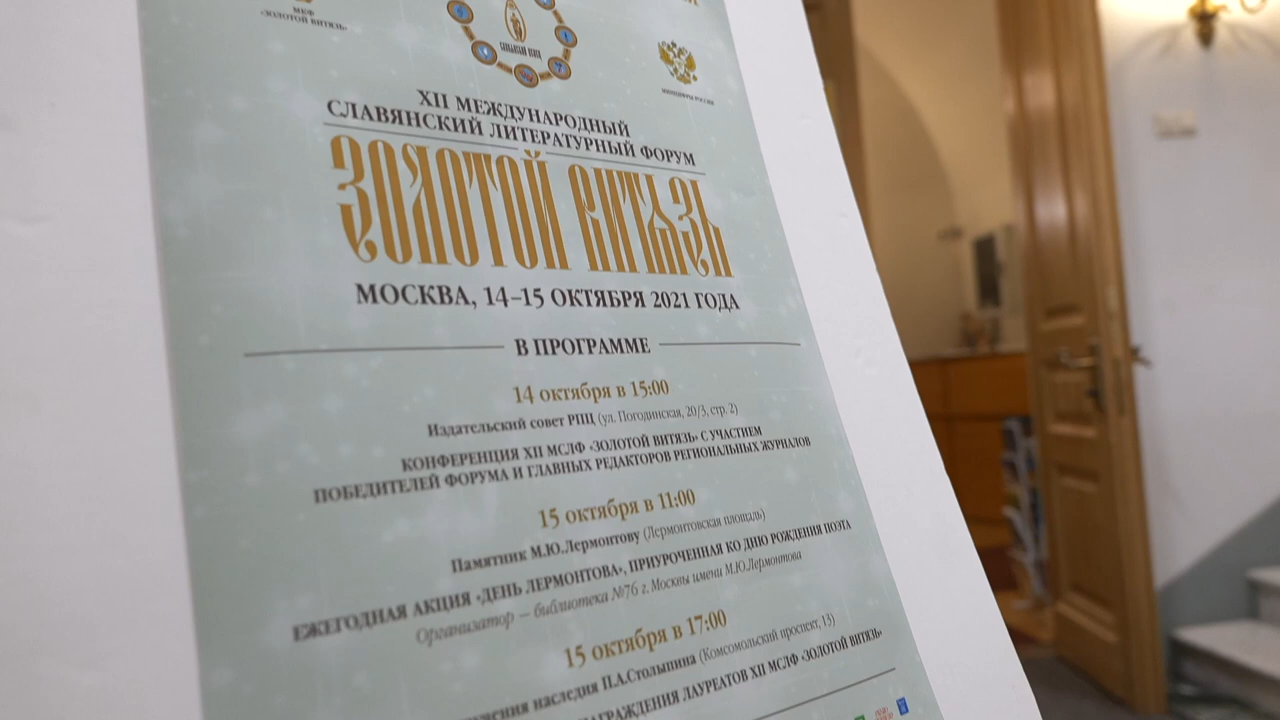 МКФ
«ЗОЛОТОЙ ВИТЯЗЬ»
СЛАВЯНСКИЙ ВЕНЕЦ
МИНЦИФРЫ РОССИИ
XII МЕЖДУНАРОДНЫЙ
СЛАВЯНСКИЙ ЛИТЕРАТУРНЫЙ ФОРУМ
ЗОЛОТОЙ ВИТЯЗЬ
МОСКВА, 14–15 ОКТЯБРЯ 2021 ГОДА
В ПРОГРАММЕ
14 октября в 15:00
Издательский совет РПЦ (ул. Погодинская, 20/3, стр. 2)
КОНФЕРЕНЦИЯ XII МСЛФ «ЗОЛОТОЙ ВИТЯЗЬ» С УЧАСТИЕМ
ПОБЕДИТЕЛЕЙ ФОРУМА И ГЛАВНЫХ РЕДАКТОРОВ РЕГИОНАЛЬНЫХ ЖУРНАЛОВ
15 октября в 11:00
Памятник М.Ю.Лермонтову (Лермонтовская площадь)
ЕЖЕГОДНАЯ АКЦИЯ «ДЕНЬ ЛЕРМОНТОВА», ПРИУРОЧЕННАЯ КО ДНЮ РОЖДЕНИЯ ПОЭТА
Организатор – библиотека №76 г. Москвы имени М.Ю.Лермонтова
15 октября в 17:00
наследия П.А.Столыпина (Комсомольский проспект, 13)
НАГРАЖДЕНИЯ ЛАУРЕАТОВ XII МСЛФ «ЗОЛОТОЙ ВИТЯЗЬ»